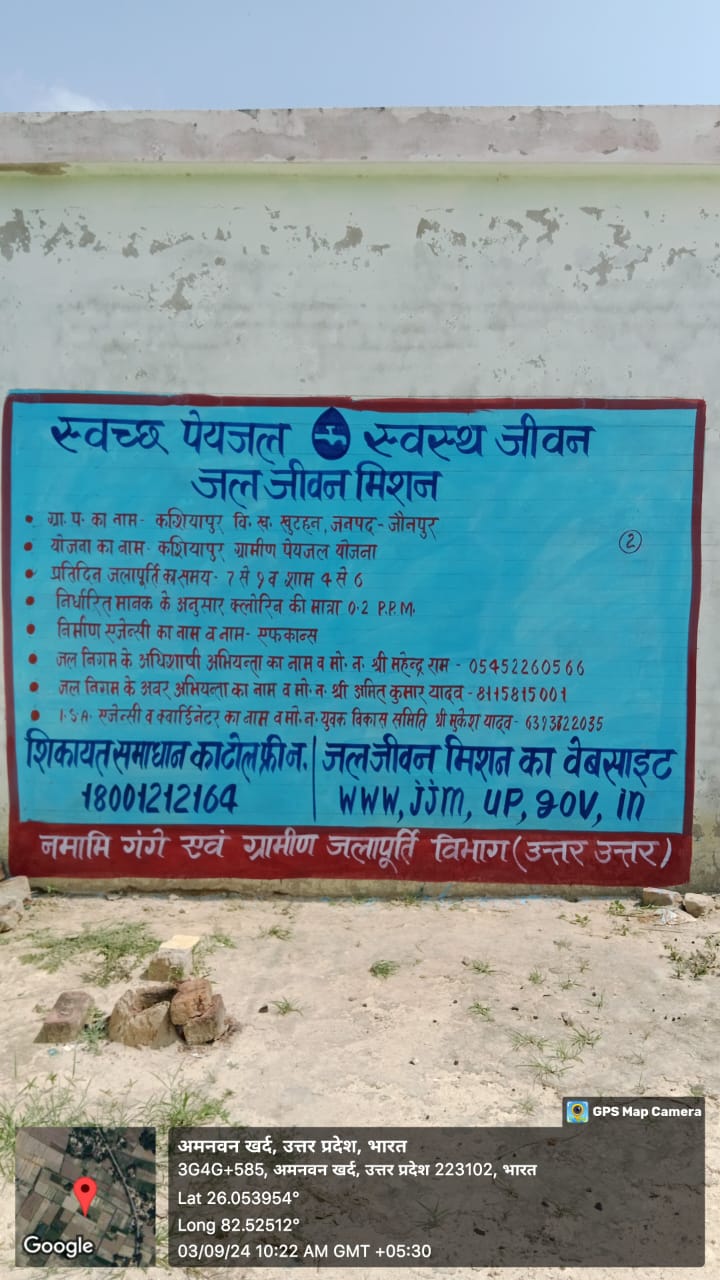 स्वच्छ पेयजल स्वस्थ जीवन
जल जीवन मिशन
• ग्रा. प. का नाम- कशियापुर वि. ख. खुटहन, जनपद- जौनपुर
• योजना का नाम- कशियापुर ग्रामीण पेयजल योजना
2
• प्रतिदिन जलापूर्ति का समय- 7 से 9 व शाम 4 से 6
• निर्धारित मानक के अनुसार क्लोरिन की मात्रा 0.2 P.P.M.
• निर्माण एजेन्सी का नाम व नाम- एफकान्स
• जल निगम के अधिशाषी अभियन्ता का नाम व मो. न. श्री महेन्द्र राम - 05452260566
• जल निगम के अवर अभियन्ता का नाम व मो. न. श्री अमित कुमार यादव - 8115815001
• I.S.A. एजेन्सी व क्वार्डिनेटर का नाम व मो. न. युवक विकास समिति श्री मुकेश यादव- 6393822035
शिकायत समाधान का टोल फ्री न.
18001212164
जल जीवन मिशन का वेबसाइट
www, jjm, up, gov, in
नमामि गंगे एवं ग्रामीण जलापूर्ति विभाग (उत्तर उत्तर)
GPS Map Camera
अमनवन खर्द, उत्तर प्रदेश, भारत
3G4G+585, अमनवन खर्द, उत्तर प्रदेश 223102, भारत
Lat 26.053954°
Long 82.52512°
03/09/24 10:22 AM GMT +05:30
Google